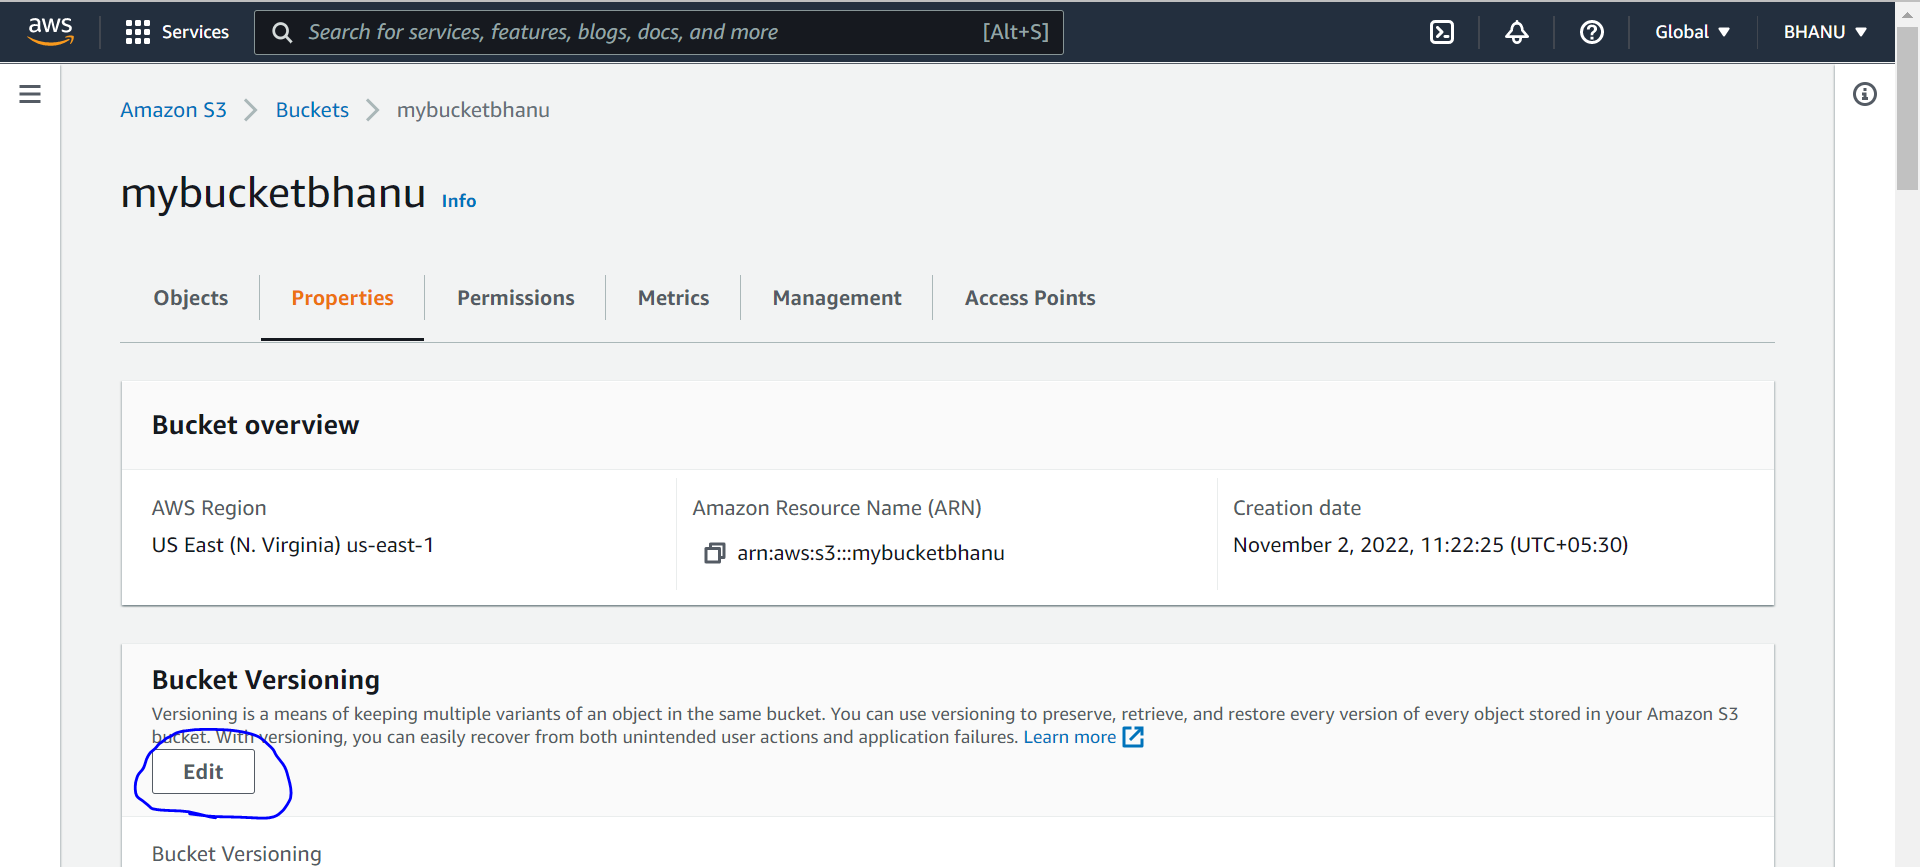 aws Services Search for services, features, blogs, docs, and more [Alt+S] Global BHANU
Amazon S3 Buckets mybucketbhanu
mybucketbhanu Info
Objects Properties Permissions Metrics Management Access Points
Bucket overview
AWS Region Amazon Resource Name (ARN) Creation date
US East (N. Virginia) us-east-1 arn:aws:s3:::mybucketbhanu November 2, 2022, 11:22:25 (UTC+05:30)
Bucket Versioning
Versioning is a means of keeping multiple variants of an object in the same bucket. You can use versioning to preserve, retrieve, and restore every version of every object stored in your Amazon S3
bucket. With versioning, you can easily recover from both unintended user actions and application failures. Learn more
Edit
Bucket Versioning